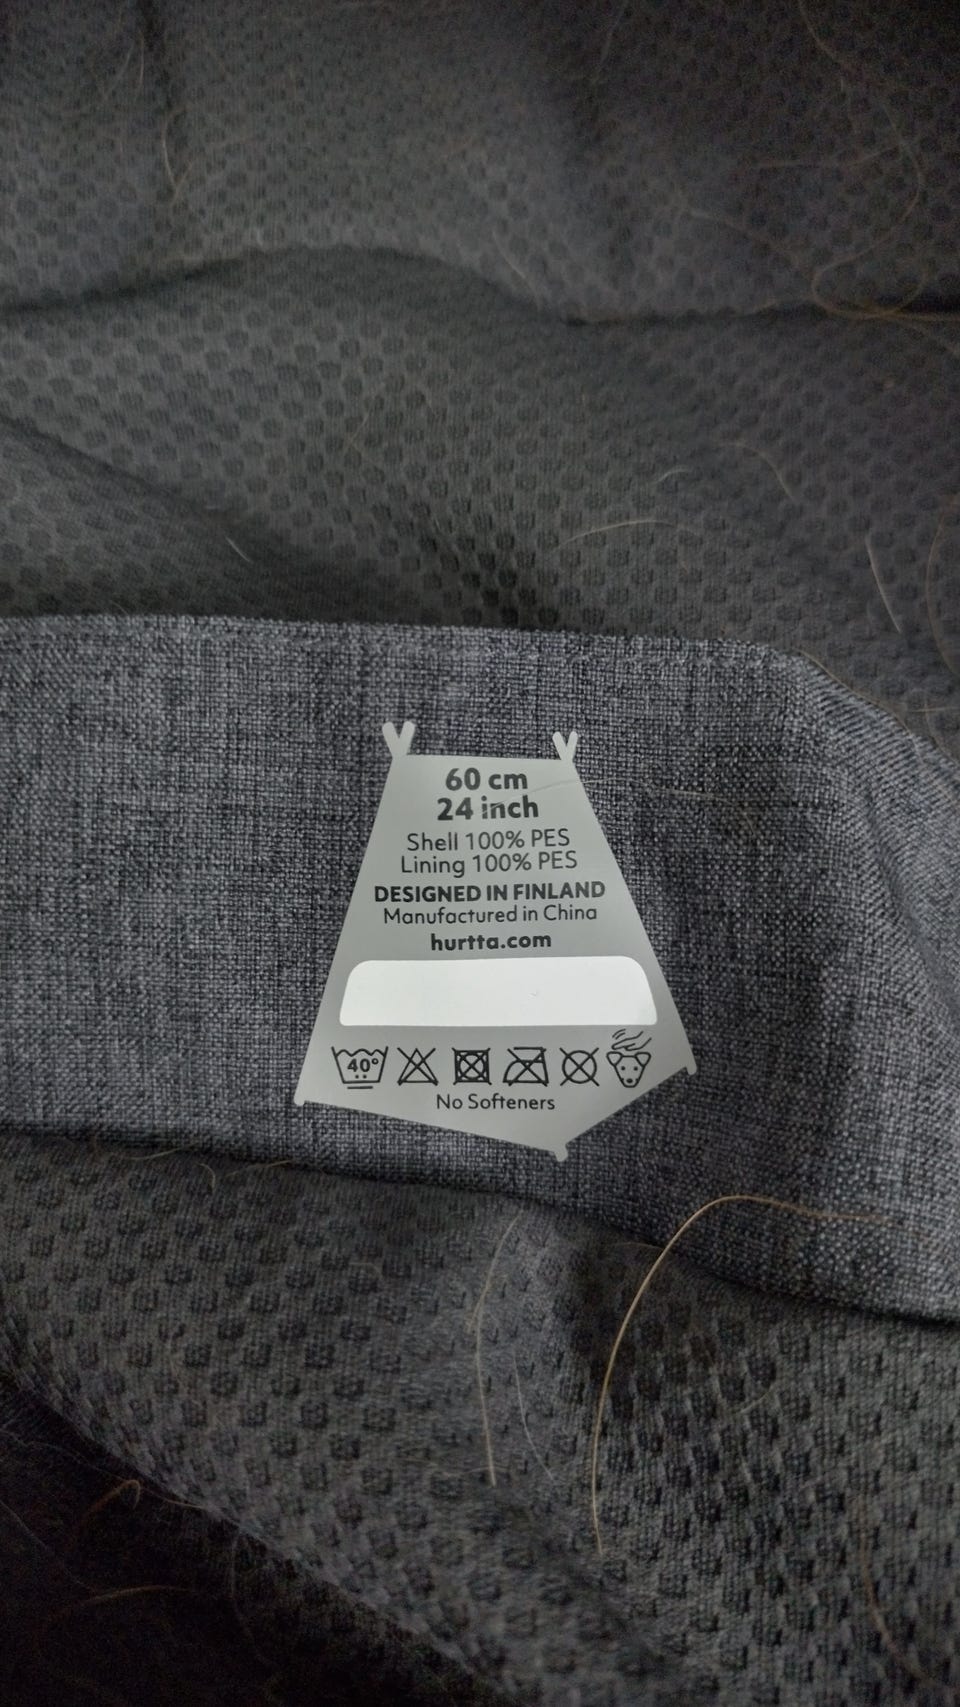 60 cm
24 inch
Shell 100% PES
Lining 100% PES
DESIGNED IN FINLAND
Manufactured in China
hurtta.com
40°
No Softeners